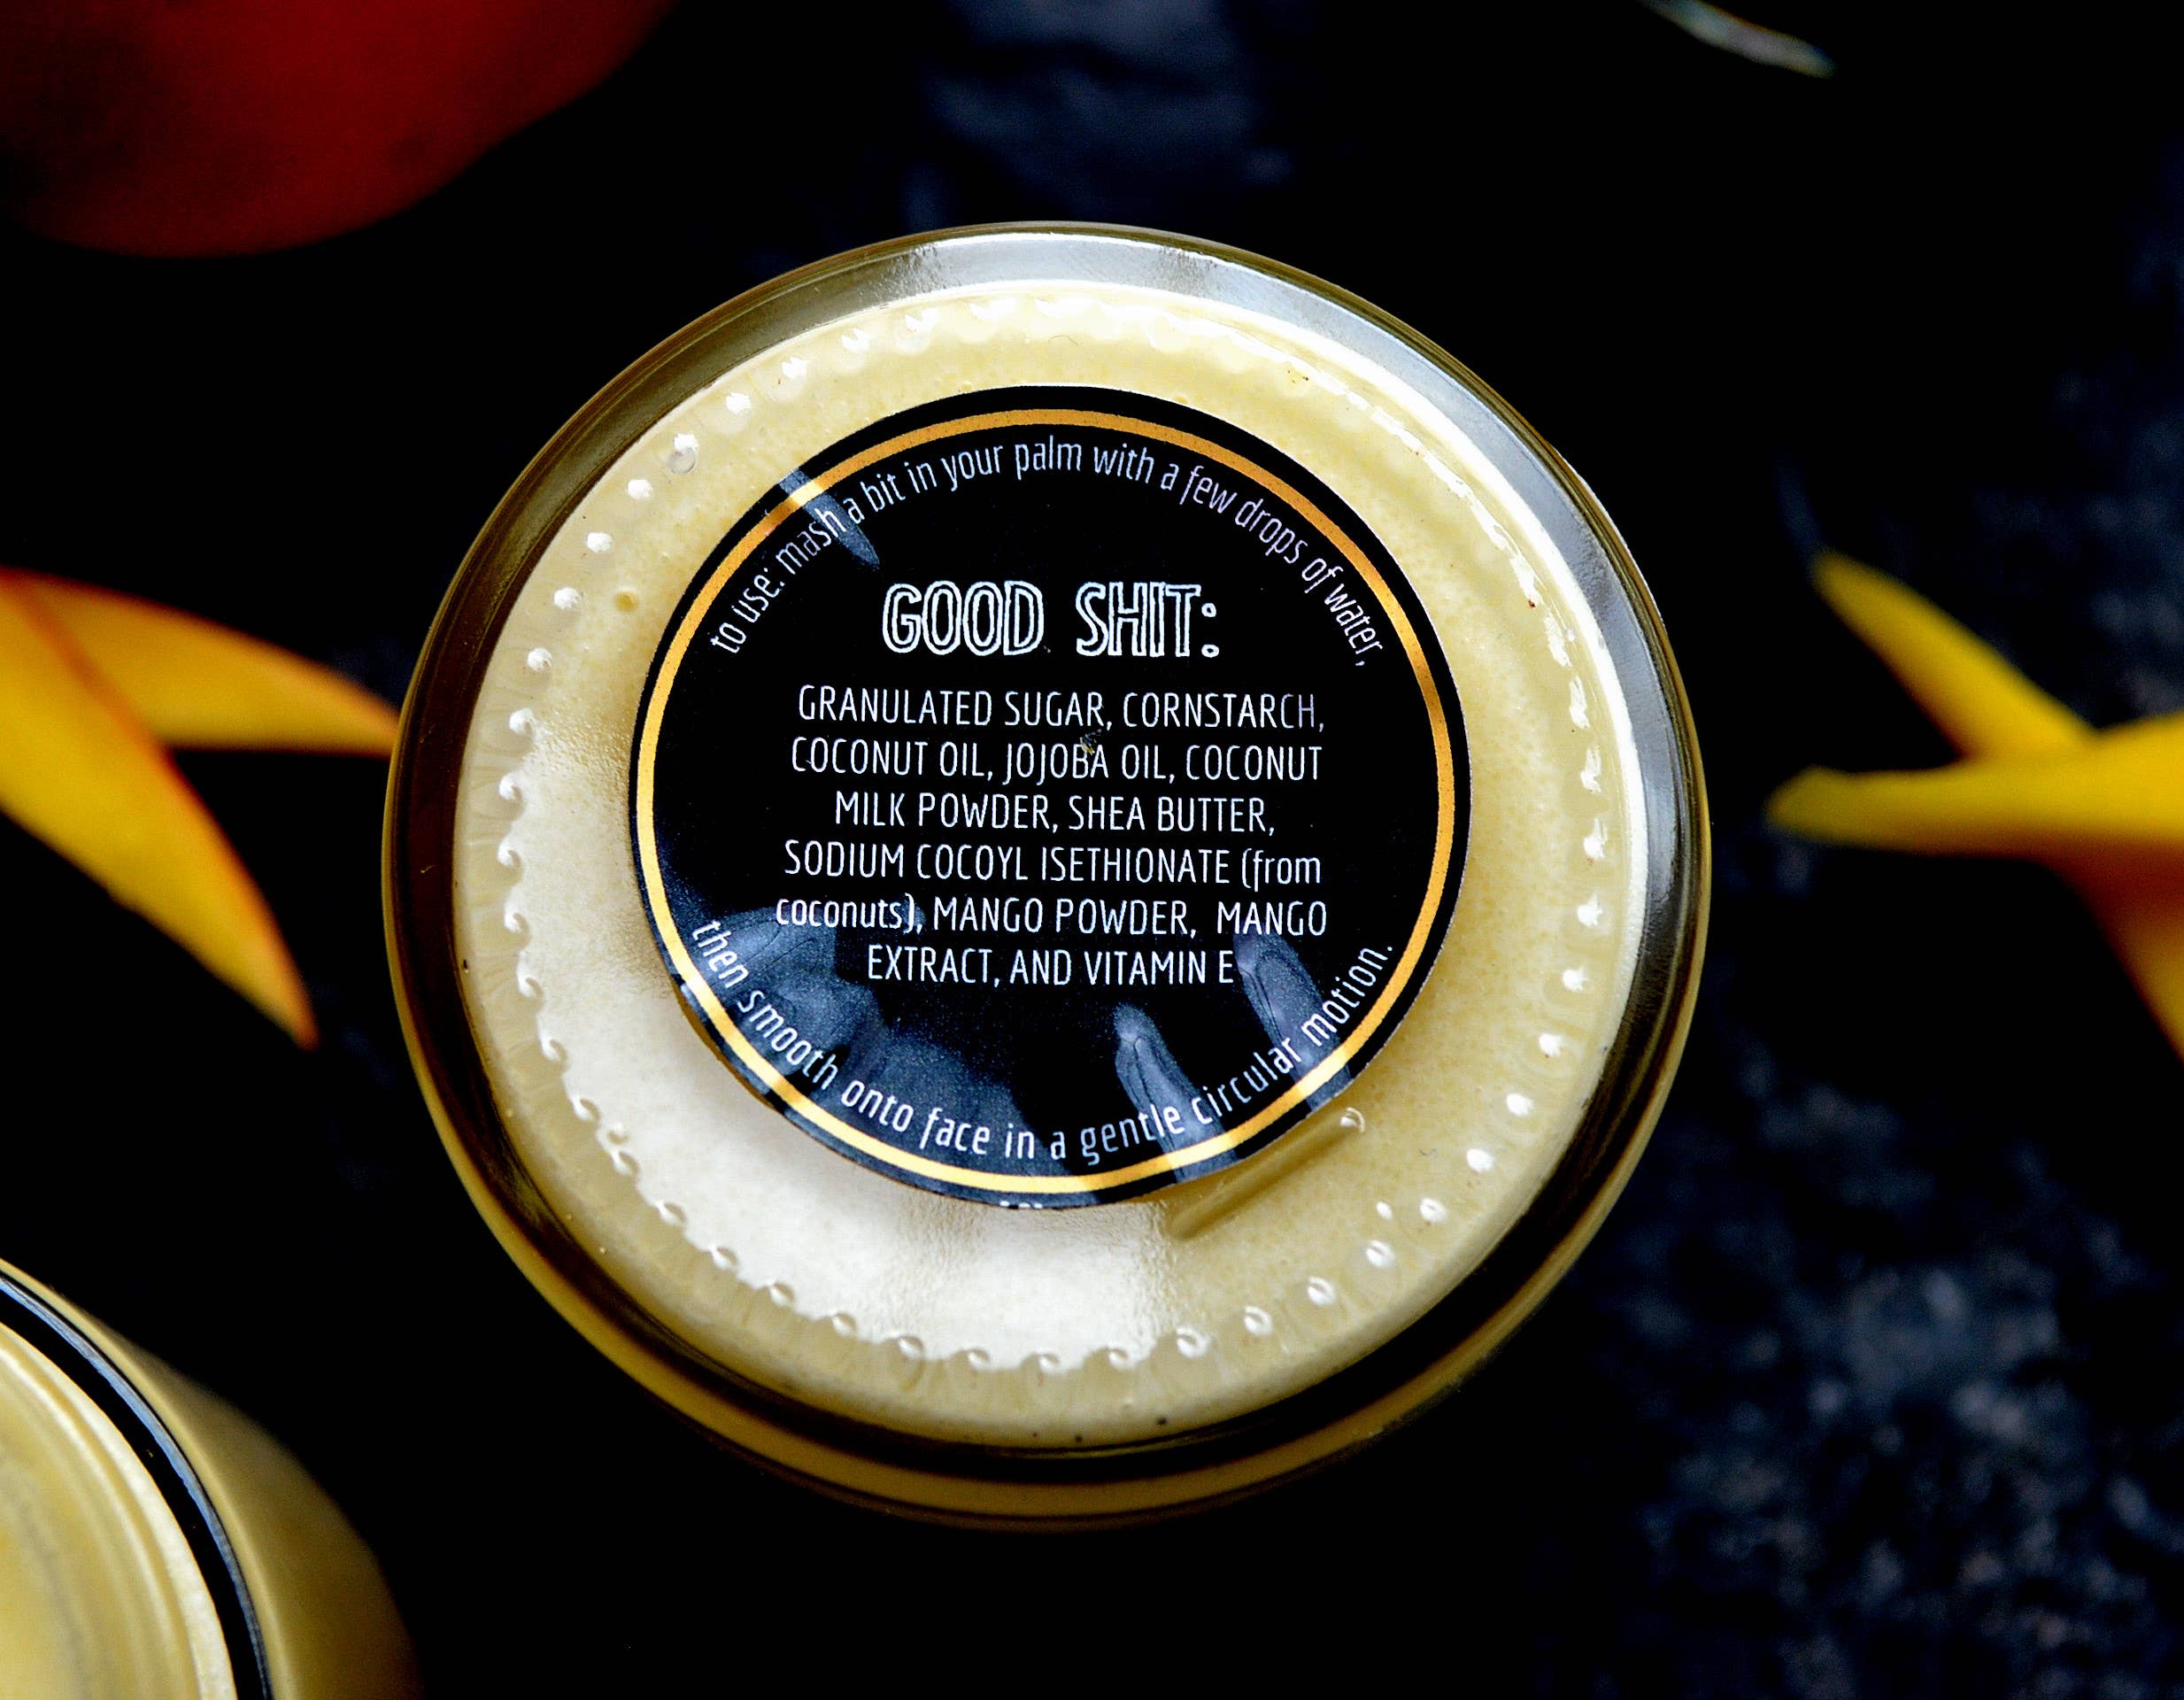 to use: mash a bit in your palm with a few drops of water,
GOOD SHIT:
GRANULATED SUGAR, CORNSTARCH,
COCONUT OIL, JOJOBA OIL, COCONUT
MILK POWDER, SHEA BUTTER,
SODIUM COCOYL ISETHIONATE (from
coconuts), MANGO POWDER, MANGO
EXTRACT, AND VITAMIN E
then smooth onto face in a gentle circular motion.